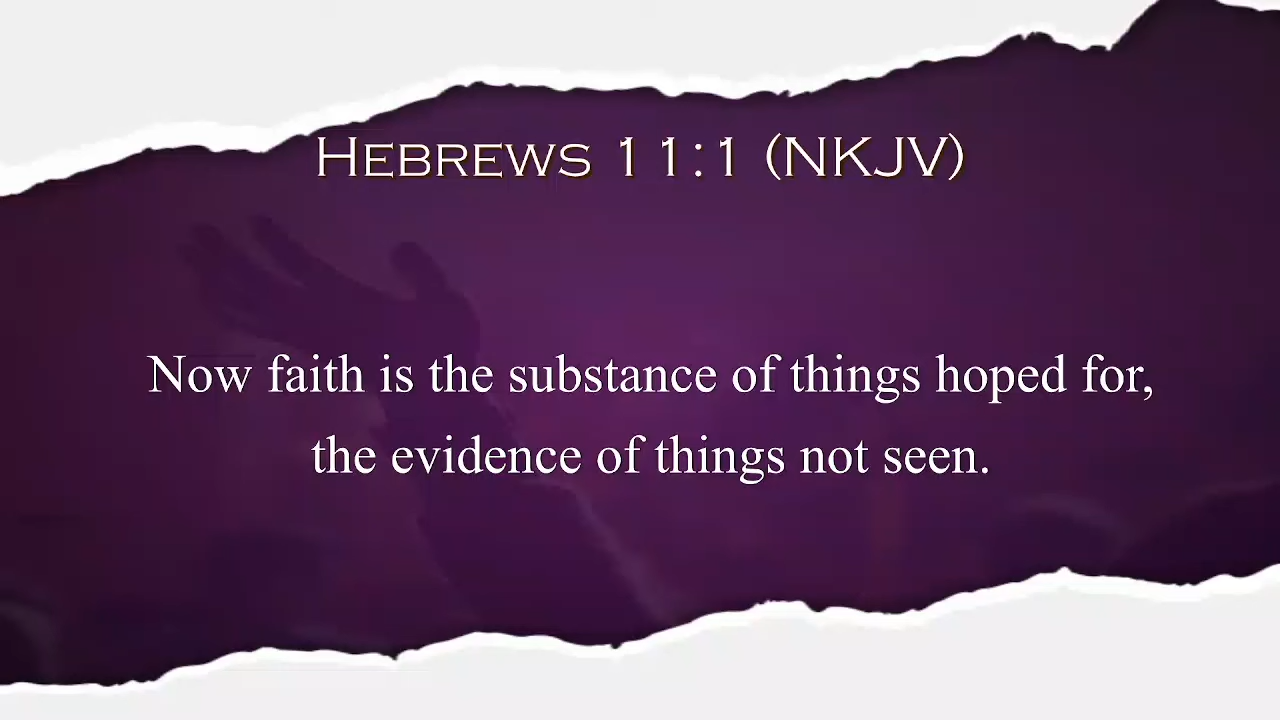 Hebrews 11:1 (NKJV)
Now faith is the substance of things hoped for,
the evidence of things not seen.